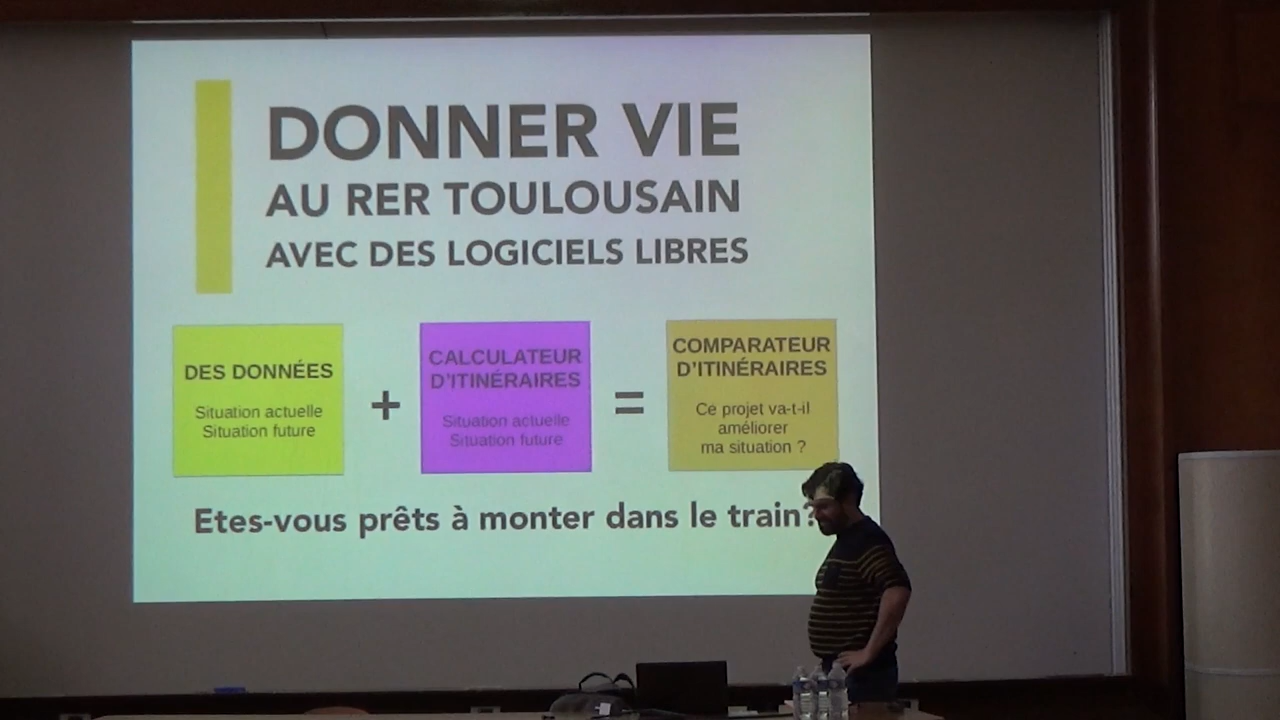 DONNER VIE
AU RER TOULOUSAIN
AVEC DES LOGICIELS LIBRES
DES DONNÉES
Situation actuelle
Situation future
+
CALCULATEUR
D'ITINÉRAIRES
Situation actuelle
Situation future
=
COMPARATEUR
D'ITINÉRAIRES
Ce projet va-t-il
améliorer
ma situation ?
Etes-vous prêts à monter dans le train?